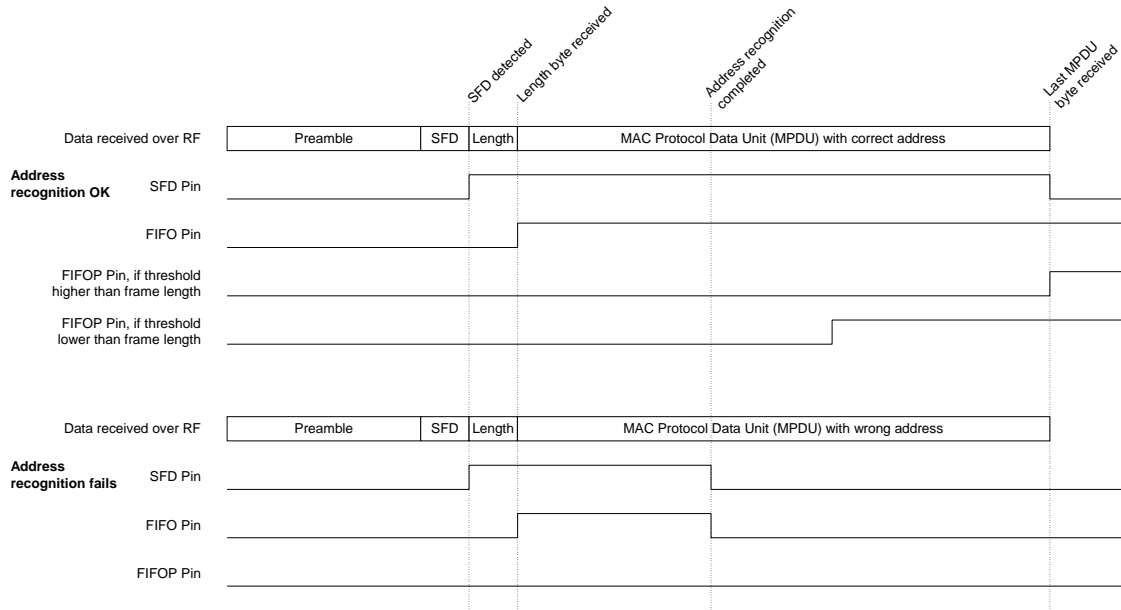 SFD detected
Length byte received
Address recognition
completed
Last MPDU
byte received
Data received over RF
Preamble
SFD
Length
MAC Protocol Data Unit (MPDU) with correct address
Address
recognition OK
SFD Pin
FIFO Pin
FIFOP Pin, if threshold
higher than frame length
FIFOP Pin, if threshold
lower than frame length
Data received over RF
Preamble
SFD
Length
MAC Protocol Data Unit (MPDU) with wrong address
Address
recognition fails
SFD Pin
FIFO Pin
FIFOP Pin